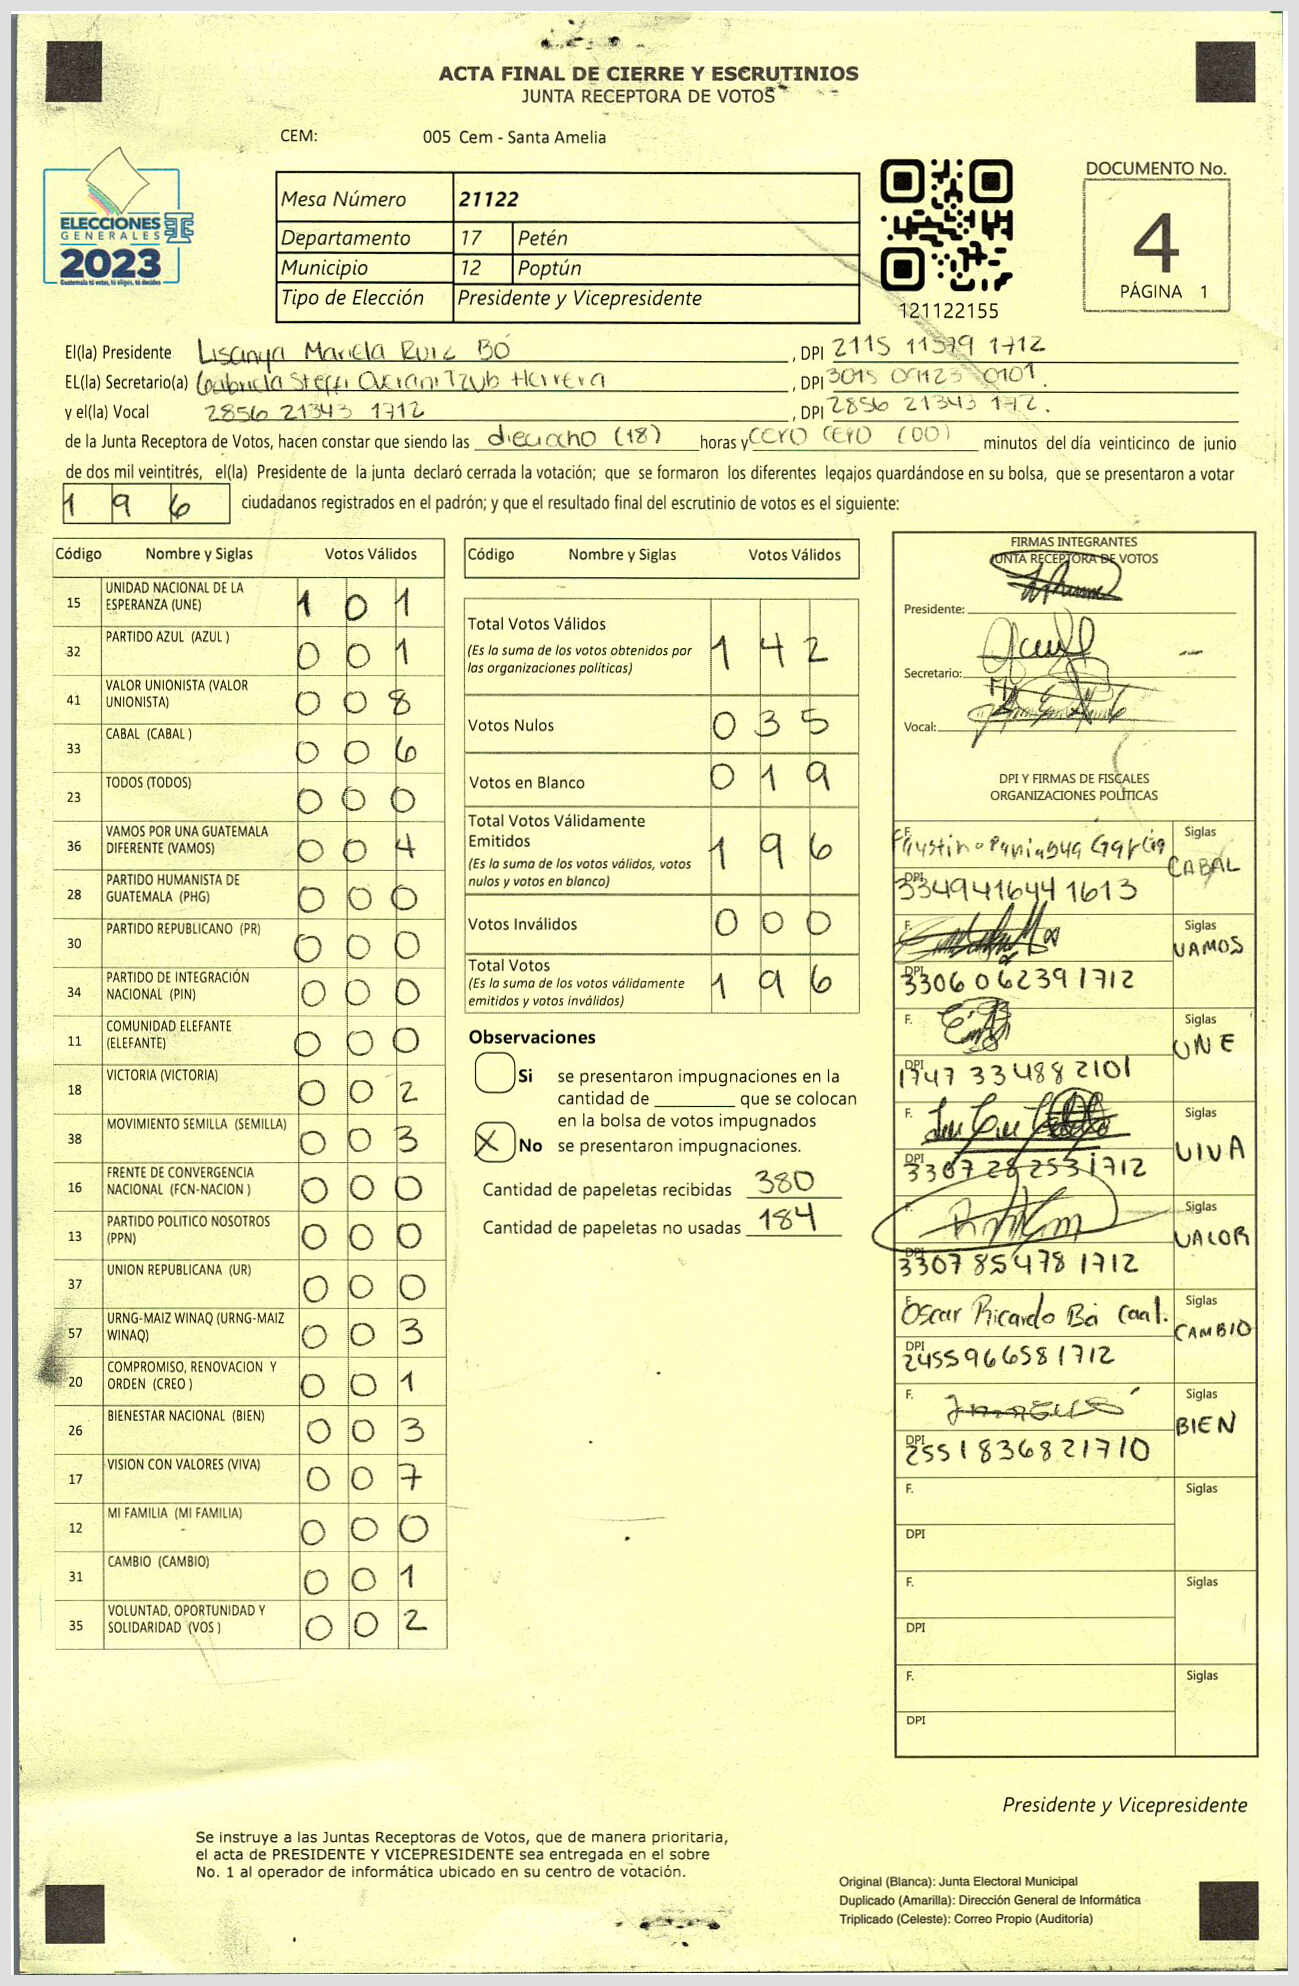 ACTA FINAL DE CIERRE Y ESCRUTINIOS
JUNTA RECEPTORA DE VOTOS
CEM: 005 Cem - Santa Amelia
ELECCIONES
GENERALES
2023
Guatemala tú votas, tú eliges, tú decides
Mesa Número 21122
Departamento 17 Petén
Municipio 12 Poptún
Tipo de Elección Presidente y Vicepresidente
121122155
DOCUMENTO No.
4
PÁGINA 1
El(la) Presidente Lisanya Mariela Ruiz Bó , DPI 2115 11379 1712
EL(la) Secretario(a) Gabriela Steffi Tzub Herrera , DPI 3015 09123 0101.
y el(la) Vocal 2856 21343 1712 , DPI 2856 21343 172.
de la Junta Receptora de Votos, hacen constar que siendo las dieciocho (18) horas y cero cero (00) minutos del día veinticinco de junio
de dos mil veintitrés, el(la) Presidente de la junta declaró cerrada la votación; que se formaron los diferentes legajos guardándose en su bolsa, que se presentaron a votar
196 ciudadanos registrados en el padrón; y que el resultado final del escrutinio de votos es el siguiente:
Código Nombre y Siglas Votos Válidos
15 UNIDAD NACIONAL DE LA ESPERANZA (UNE) 1 0 1
32 PARTIDO AZUL (AZUL ) 0 0 1
41 VALOR UNIONISTA (VALOR UNIONISTA) 0 0 8
33 CABAL (CABAL ) 0 0 6
23 TODOS (TODOS) 0 0 0
36 VAMOS POR UNA GUATEMALA DIFERENTE (VAMOS) 0 0 4
28 PARTIDO HUMANISTA DE GUATEMALA (PHG) 0 0 0
30 PARTIDO REPUBLICANO (PR) 0 0 0
34 PARTIDO DE INTEGRACIÓN NACIONAL (PIN) 0 0 0
11 COMUNIDAD ELEFANTE (ELEFANTE) 0 0 0
18 VICTORIA (VICTORIA) 0 0 2
38 MOVIMIENTO SEMILLA (SEMILLA) 0 0 3
16 FRENTE DE CONVERGENCIA NACIONAL (FCN-NACION ) 0 0 0
13 PARTIDO POLITICO NOSOTROS (PPN) 0 0 0
37 UNION REPUBLICANA (UR) 0 0 0
57 URNG-MAIZ WINAQ (URNG-MAIZ WINAQ) 0 0 3
20 COMPROMISO, RENOVACION Y ORDEN (CREO ) 0 0 1
26 BIENESTAR NACIONAL (BIEN) 0 0 3
17 VISION CON VALORES (VIVA) 0 0 7
12 MI FAMILIA (MI FAMILIA) 0 0 0
31 CAMBIO (CAMBIO) 0 0 1
35 VOLUNTAD, OPORTUNIDAD Y SOLIDARIDAD (VOS ) 0 0 2
Código Nombre y Siglas Votos Válidos
Total Votos Válidos 1 4 2
(Es la suma de los votos obtenidos por
las organizaciones políticas)
Votos Nulos 0 3 5
Votos en Blanco 0 1 9
Total Votos Válidamente
Emitidos 1 9 6
(Es la suma de los votos válidos, votos
nulos y votos en blanco)
Votos Inválidos 0 0 0
Total Votos 1 9 6
(Es la suma de los votos válidamente
emitidos y votos inválidos)
Observaciones
Si se presentaron impugnaciones en la
cantidad de ________ que se colocan
en la bolsa de votos impugnados
X No se presentaron impugnaciones.
Cantidad de papeletas recibidas 380
Cantidad de papeletas no usadas 184
FIRMAS INTEGRANTES
JUNTA RECEPTORA DE VOTOS
Presidente:
Secretario:
Vocal:
DPI Y FIRMAS DE FISCALES
ORGANIZACIONES POLÍTICAS
F. Faustino Paniagua García Siglas CABAL
DPI 3349416441613
F. Siglas VAMOS
DPI 3306062391712
F. Siglas UNE
DPI 1747 33488 2101
F. Siglas VIVA
DPI 3307 28 253 1712
F. Siglas VALOR
DPI 3307 85478 1712
F. Oscar Ricardo Bá Caal. Siglas CAMBIO
DPI 2455966581712
F. Siglas BIEN
DPI 2551836821710
F. Siglas
DPI
F. Siglas
DPI
F. Siglas
DPI
Presidente y Vicepresidente
Se instruye a las Juntas Receptoras de Votos, que de manera prioritaria,
el acta de PRESIDENTE Y VICEPRESIDENTE sea entregada en el sobre
No. 1 al operador de informática ubicado en su centro de votación.
Original (Blanca): Junta Electoral Municipal
Duplicado (Amarilla): Dirección General de Informática
Triplicado (Celeste): Correo Propio (Auditoría)